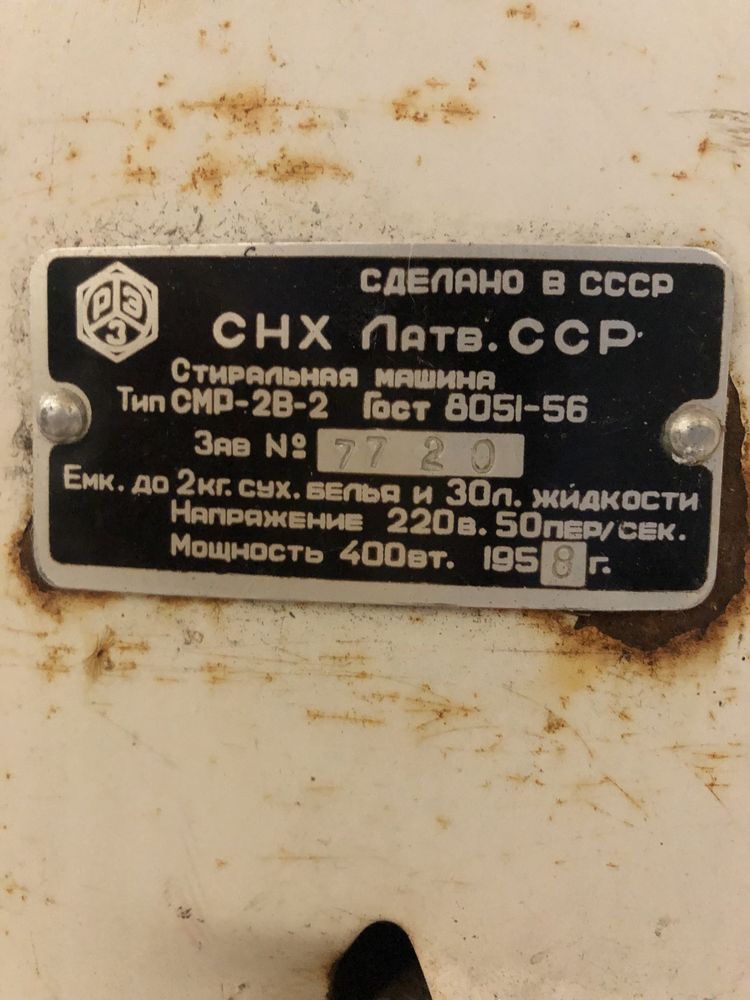 РЭЗ
СДЕЛАНО В СССР
СНХ ЛАТВ. ССР
СТИРАЛЬНАЯ МАШИНА
ТИП СМР-2В-2 ГОСТ 8051-56
ЗАВ № 7720
ЕМК. ДО 2КГ. СУХ. БЕЛЬЯ И 30Л. ЖИДКОСТИ
НАПРЯЖЕНИЕ 220В. 50ПЕР/СЕК.
МОЩНОСТЬ 400ВТ. 1958Г.